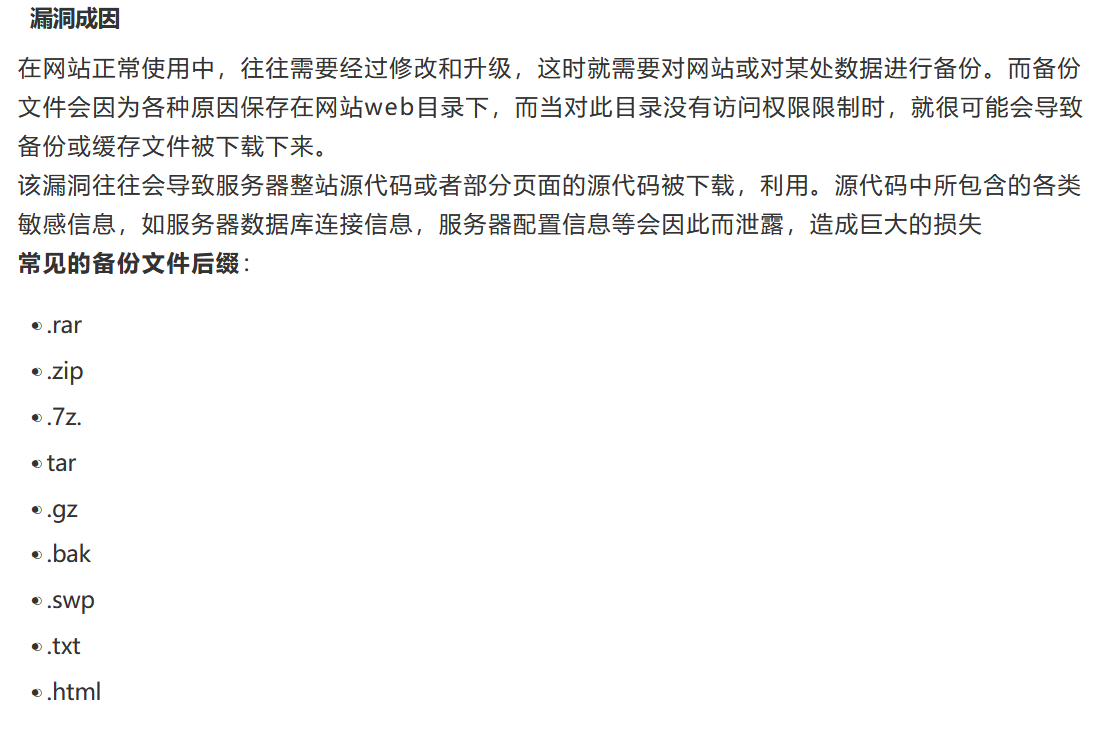 漏洞成因
在网站正常使用中，往往需要经过修改和升级，这时就需要对网站或对某处数据进行备份。而备份
文件会因为各种原因保存在网站web目录下，而当对此目录没有访问权限限制时，就很可能会导致
备份或缓存文件被下载下来。
该漏洞往往会导致服务器整站源代码或者部分页面的源代码被下载，利用。源代码中所包含的各类
敏感信息，如服务器数据库连接信息，服务器配置信息等会因此而泄露，造成巨大的损失
常见的备份文件后缀：
.rar
.zip
.7z.
tar
.gz
.bak
.swp
.txt
.html